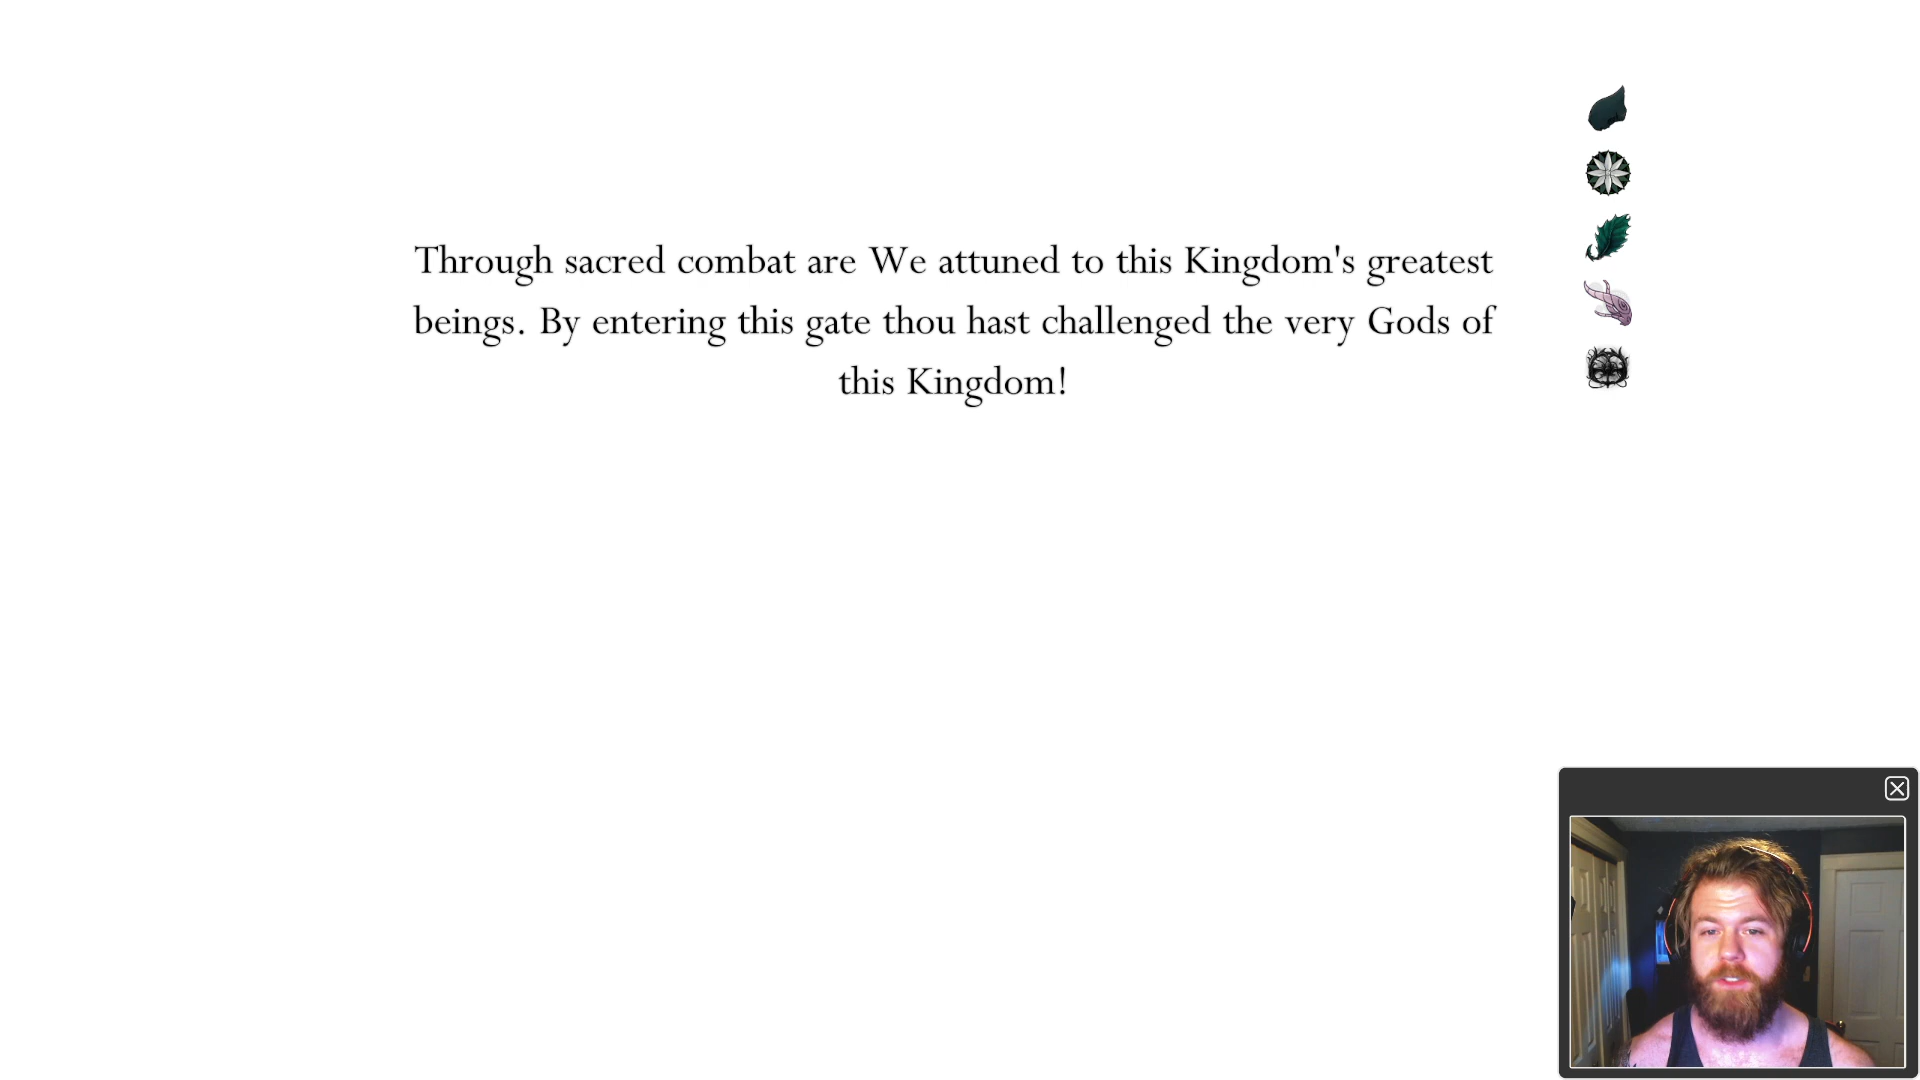 Through sacred combat are We attuned to this Kingdom's greatest
beings. By entering this gate thou hast challenged the very Gods of
this Kingdom!